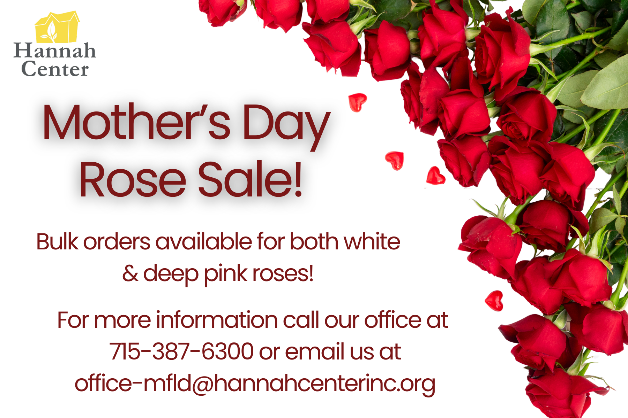 Hannah
Center
Mother's Day
Rose Sale!
Bulk orders available for both white
& deep pink roses!
For more information call our office at
715-387-6300 or email us at
office-mfld@hannahcenterinc.org